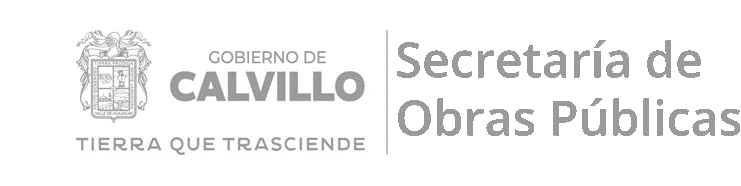 GOBIERNO DE
CALVILLO
TIERRA QUE TRASCIENDE
Secretaría de
Obras Públicas